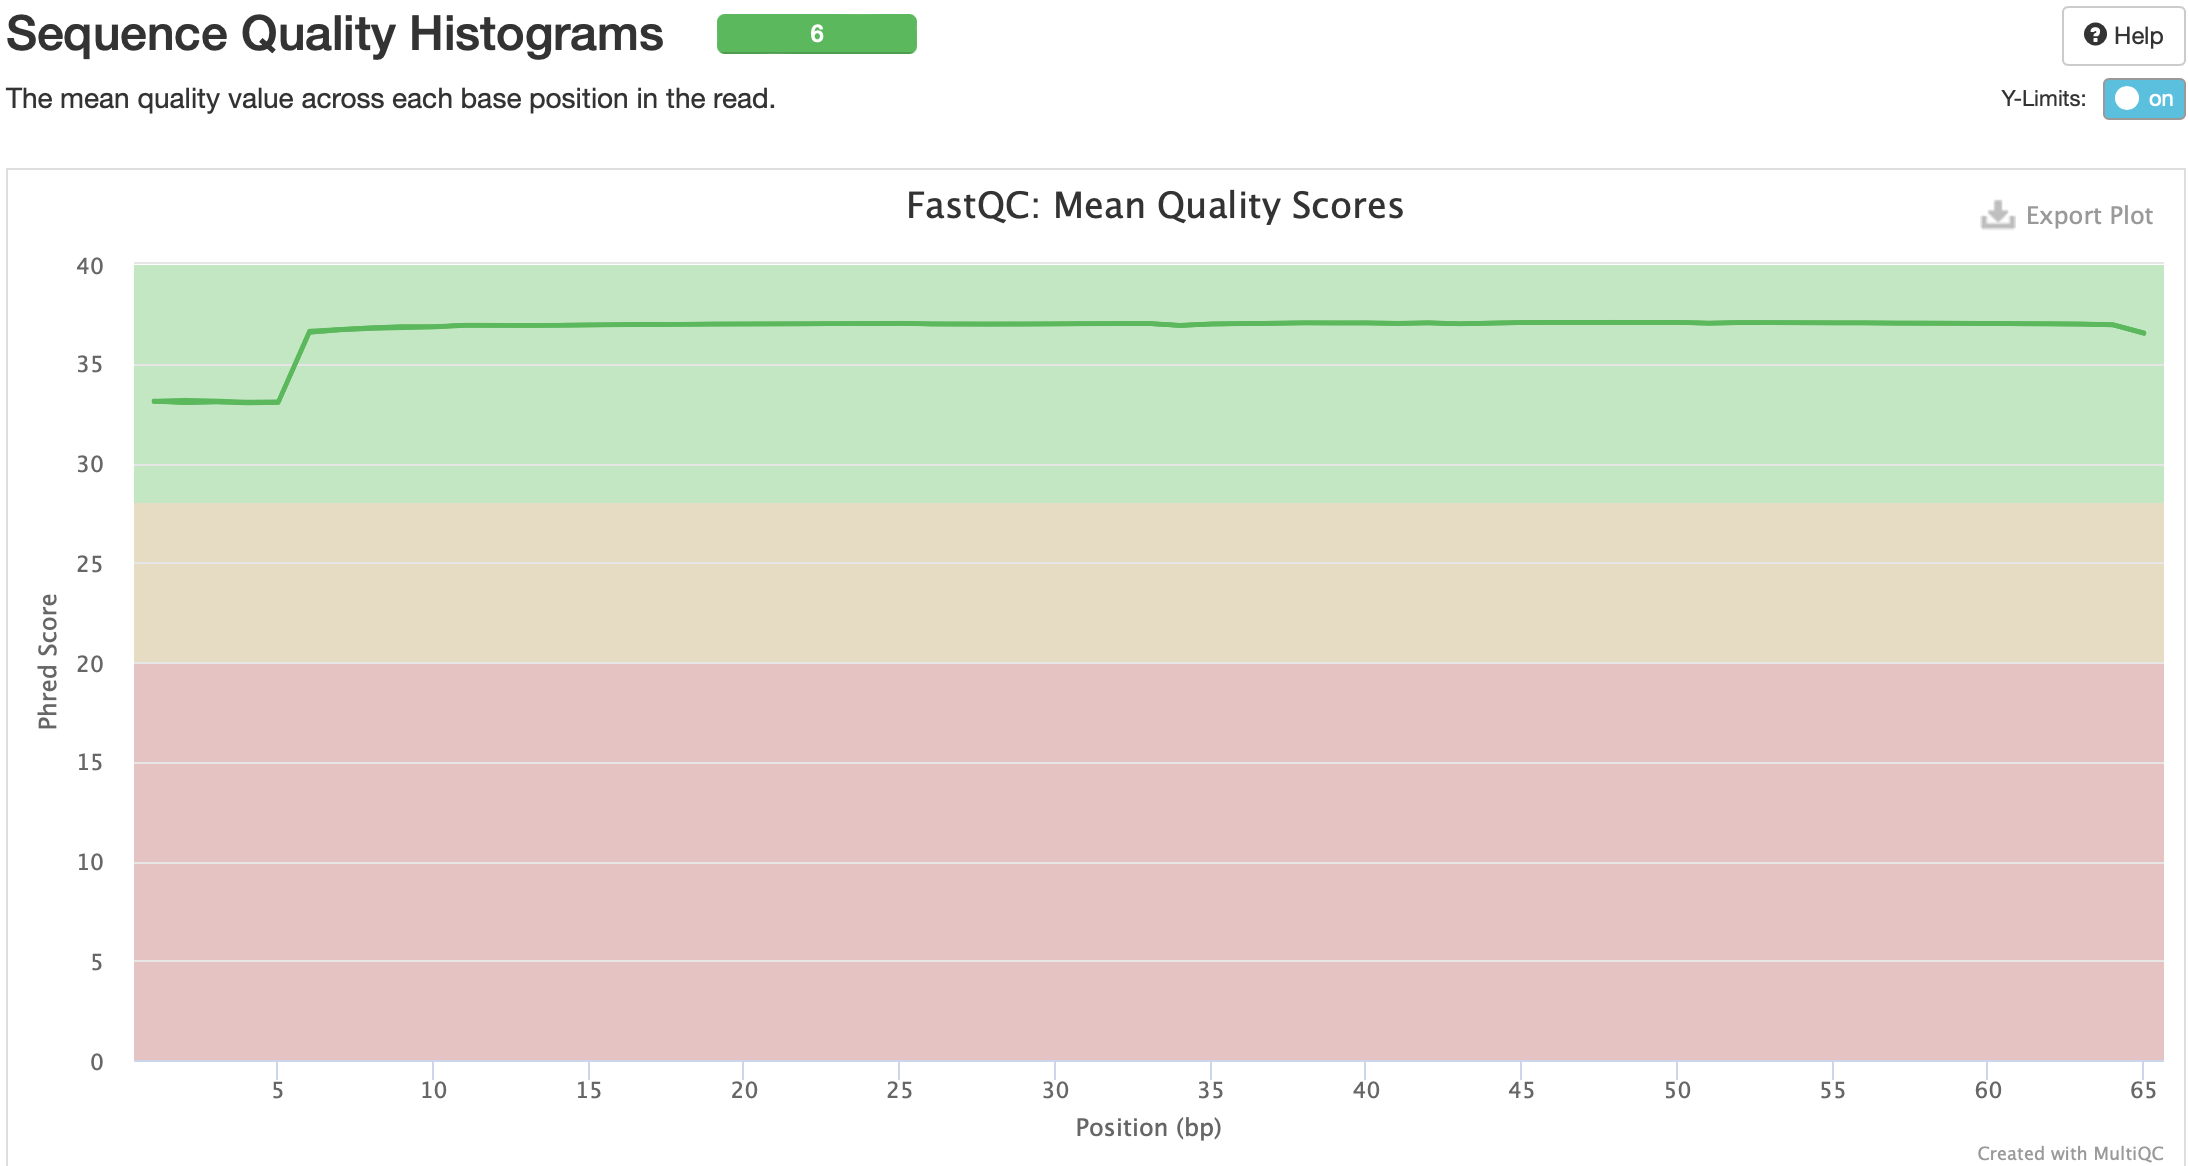 Sequence Quality Histograms
6
Help
The mean quality value across each base position in the read.
Y-Limits: on
FastQC: Mean Quality Scores
Export Plot
40
35
30
25
20
15
10
5
0
Phred Score
5 10 15 20 25 30 35 40 45 50 55 60 65
Position (bp)
Created with MultiQC